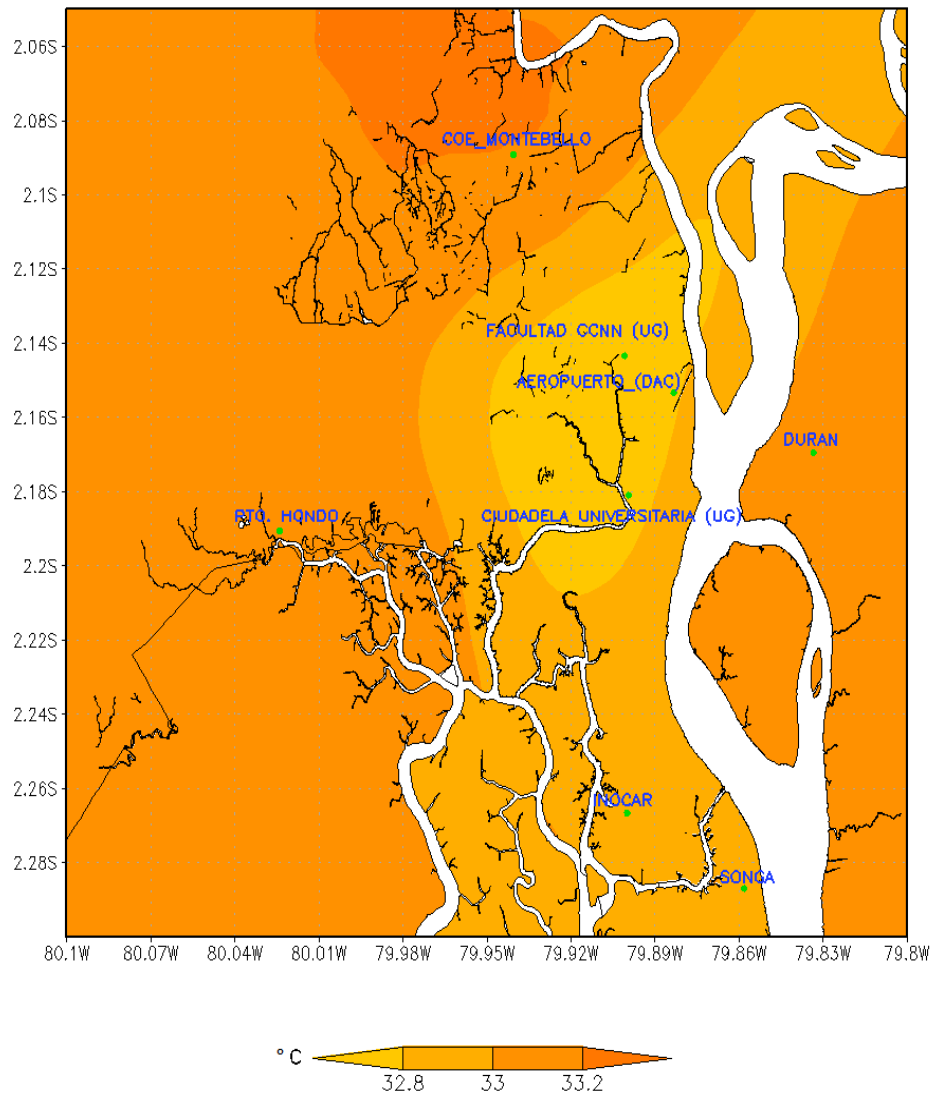 2.06S
2.08S
COE_MONTEBELLO
2.1S
2.12S
FACULTAD CCNN (UG)
2.14S
AEROPUERTO_(DAC)
2.16S
DURAN
2.18S
PTO. HONDO
CIUDADELA UNIVERSITARIA (UG)
2.2S
2.22S
2.24S
2.26S
INOCAR
2.28S
SONGA
80.1W 80.07W 80.04W 80.01W 79.98W 79.95W 79.92W 79.89W 79.86W 79.83W 79.8W
°C
32.8 33 33.2